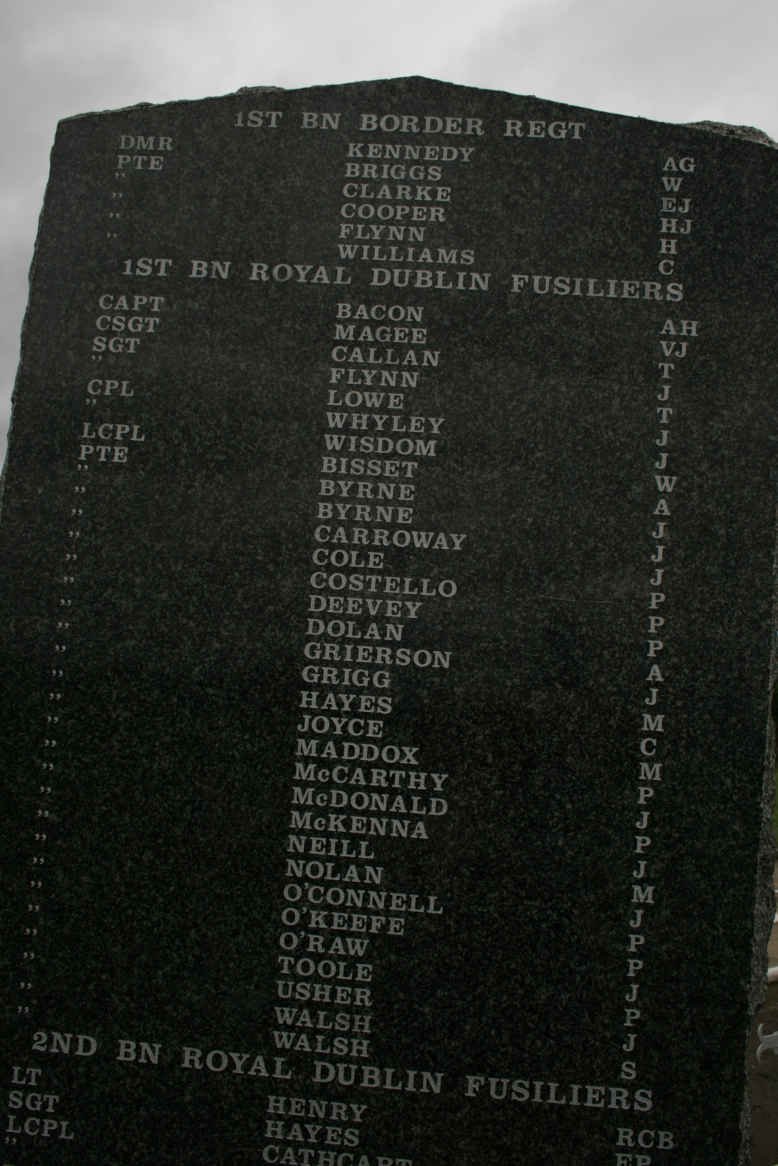 1ST BN BORDER REGT
DMR KENNEDY AG
PTE BRIGGS W
,, CLARKE EJ
,, COOPER HJ
,, FLYNN H
,, WILLIAMS C
1ST BN ROYAL DUBLIN FUSILIERS
CAPT BACON AH
CSGT MAGEE VJ
SGT CALLAN T
,, FLYNN J
CPL LOWE T
,, WHYLEY J
LCPL WISDOM J
PTE BISSET W
,, BYRNE A
,, BYRNE J
,, CARROWAY J
,, COLE J
,, COSTELLO P
,, DEEVEY P
,, DOLAN P
,, GRIERSON A
,, GRIGG J
,, HAYES M
,, JOYCE C
,, MADDOX M
,, McCARTHY P
,, McDONALD J
,, McKENNA P
,, NEILL J
,, NOLAN M
,, O'CONNELL J
,, O'KEEFE P
,, O'RAW P
,, TOOLE J
,, USHER P
,, WALSH J
,, WALSH S
2ND BN ROYAL DUBLIN FUSILIERS
LT HENRY RCB
SGT HAYES
LCPL CATHCART
,,